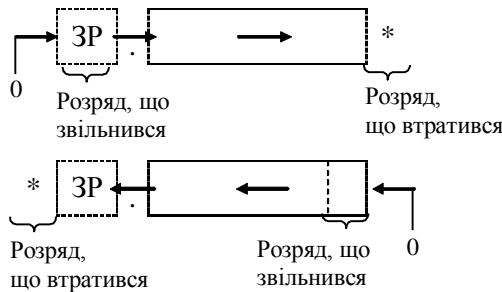 ЗР
.
*
0
Розряд, що
звільнився
Розряд,
що втратився
*
ЗР
.
0
Розряд,
що втратився
Розряд, що
звільнився